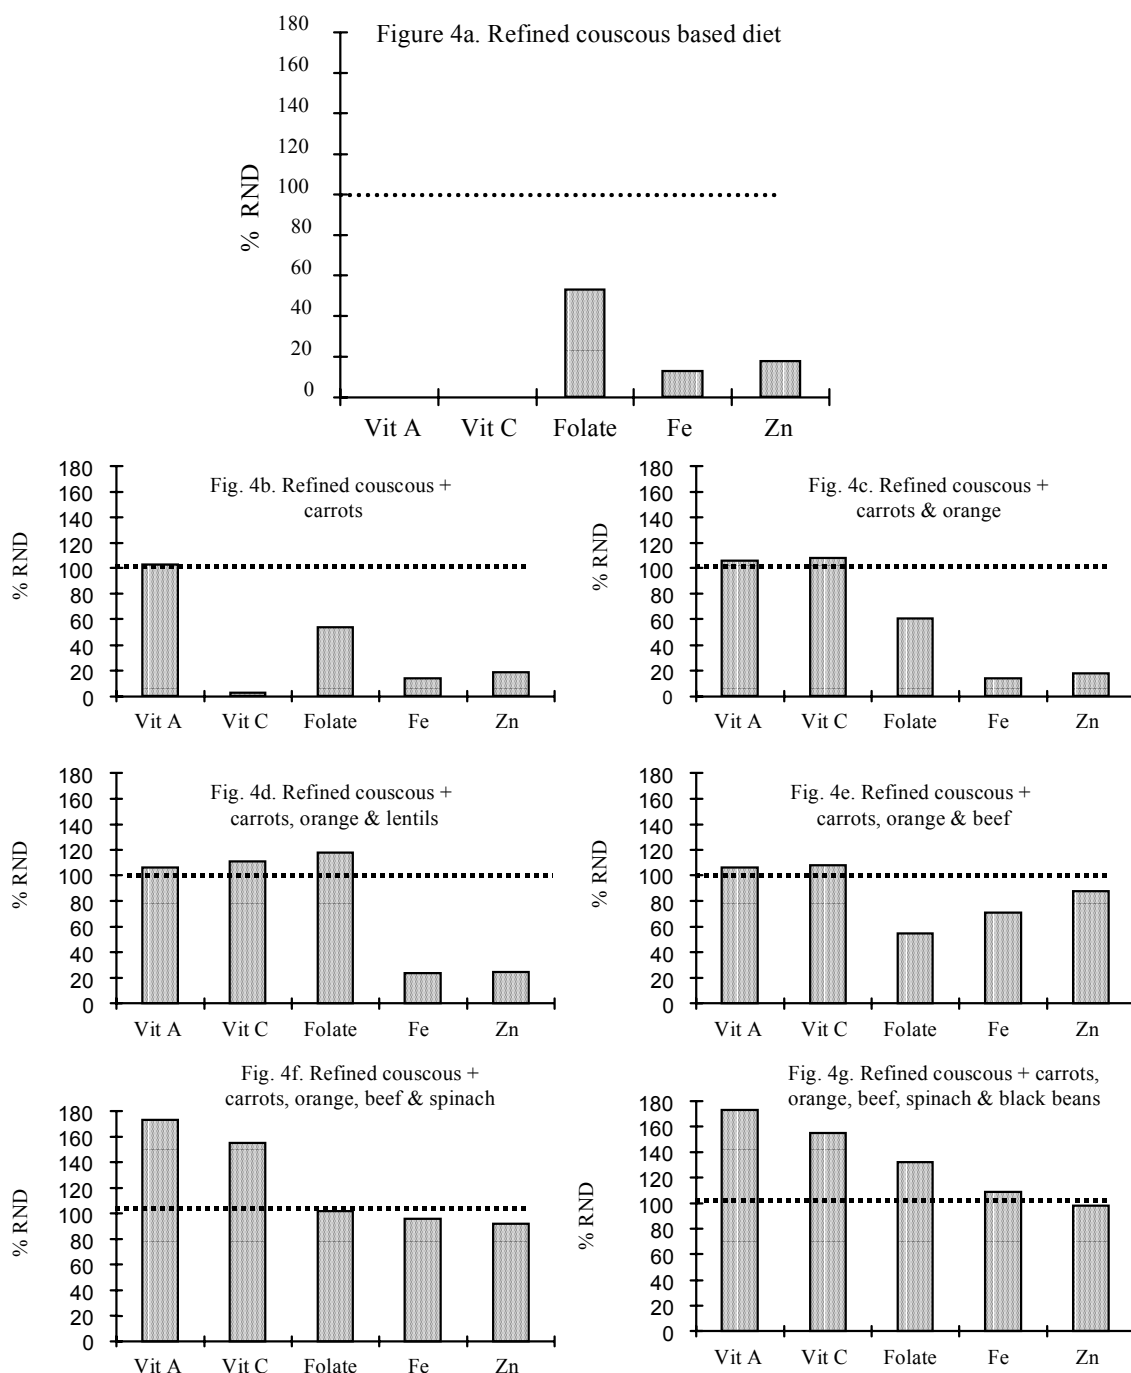 Figure 4a. Refined couscous based diet
180
160
140
120
100
80
60
40
20
0
% RND
Vit A Vit C Folate Fe Zn
Fig. 4b. Refined couscous +
carrots
180
160
140
120
100
80
60
40
20
0
% RND
Vit A Vit C Folate Fe Zn
Fig. 4c. Refined couscous +
carrots & orange
180
160
140
120
100
80
60
40
20
0
% RND
Vit A Vit C Folate Fe Zn
Fig. 4d. Refined couscous +
carrots, orange & lentils
180
160
140
120
100
80
60
40
20
0
% RND
Vit A Vit C Folate Fe Zn
Fig. 4e. Refined couscous +
carrots, orange & beef
180
160
140
120
100
80
60
40
20
0
% RND
Vit A Vit C Folate Fe Zn
Fig. 4f. Refined couscous +
carrots, orange, beef & spinach
180
160
140
120
100
80
60
40
20
0
% RND
Vit A Vit C Folate Fe Zn
Fig. 4g. Refined couscous + carrots,
orange, beef, spinach & black beans
180
160
140
120
100
80
60
40
20
0
% RND
Vit A Vit C Folate Fe Zn